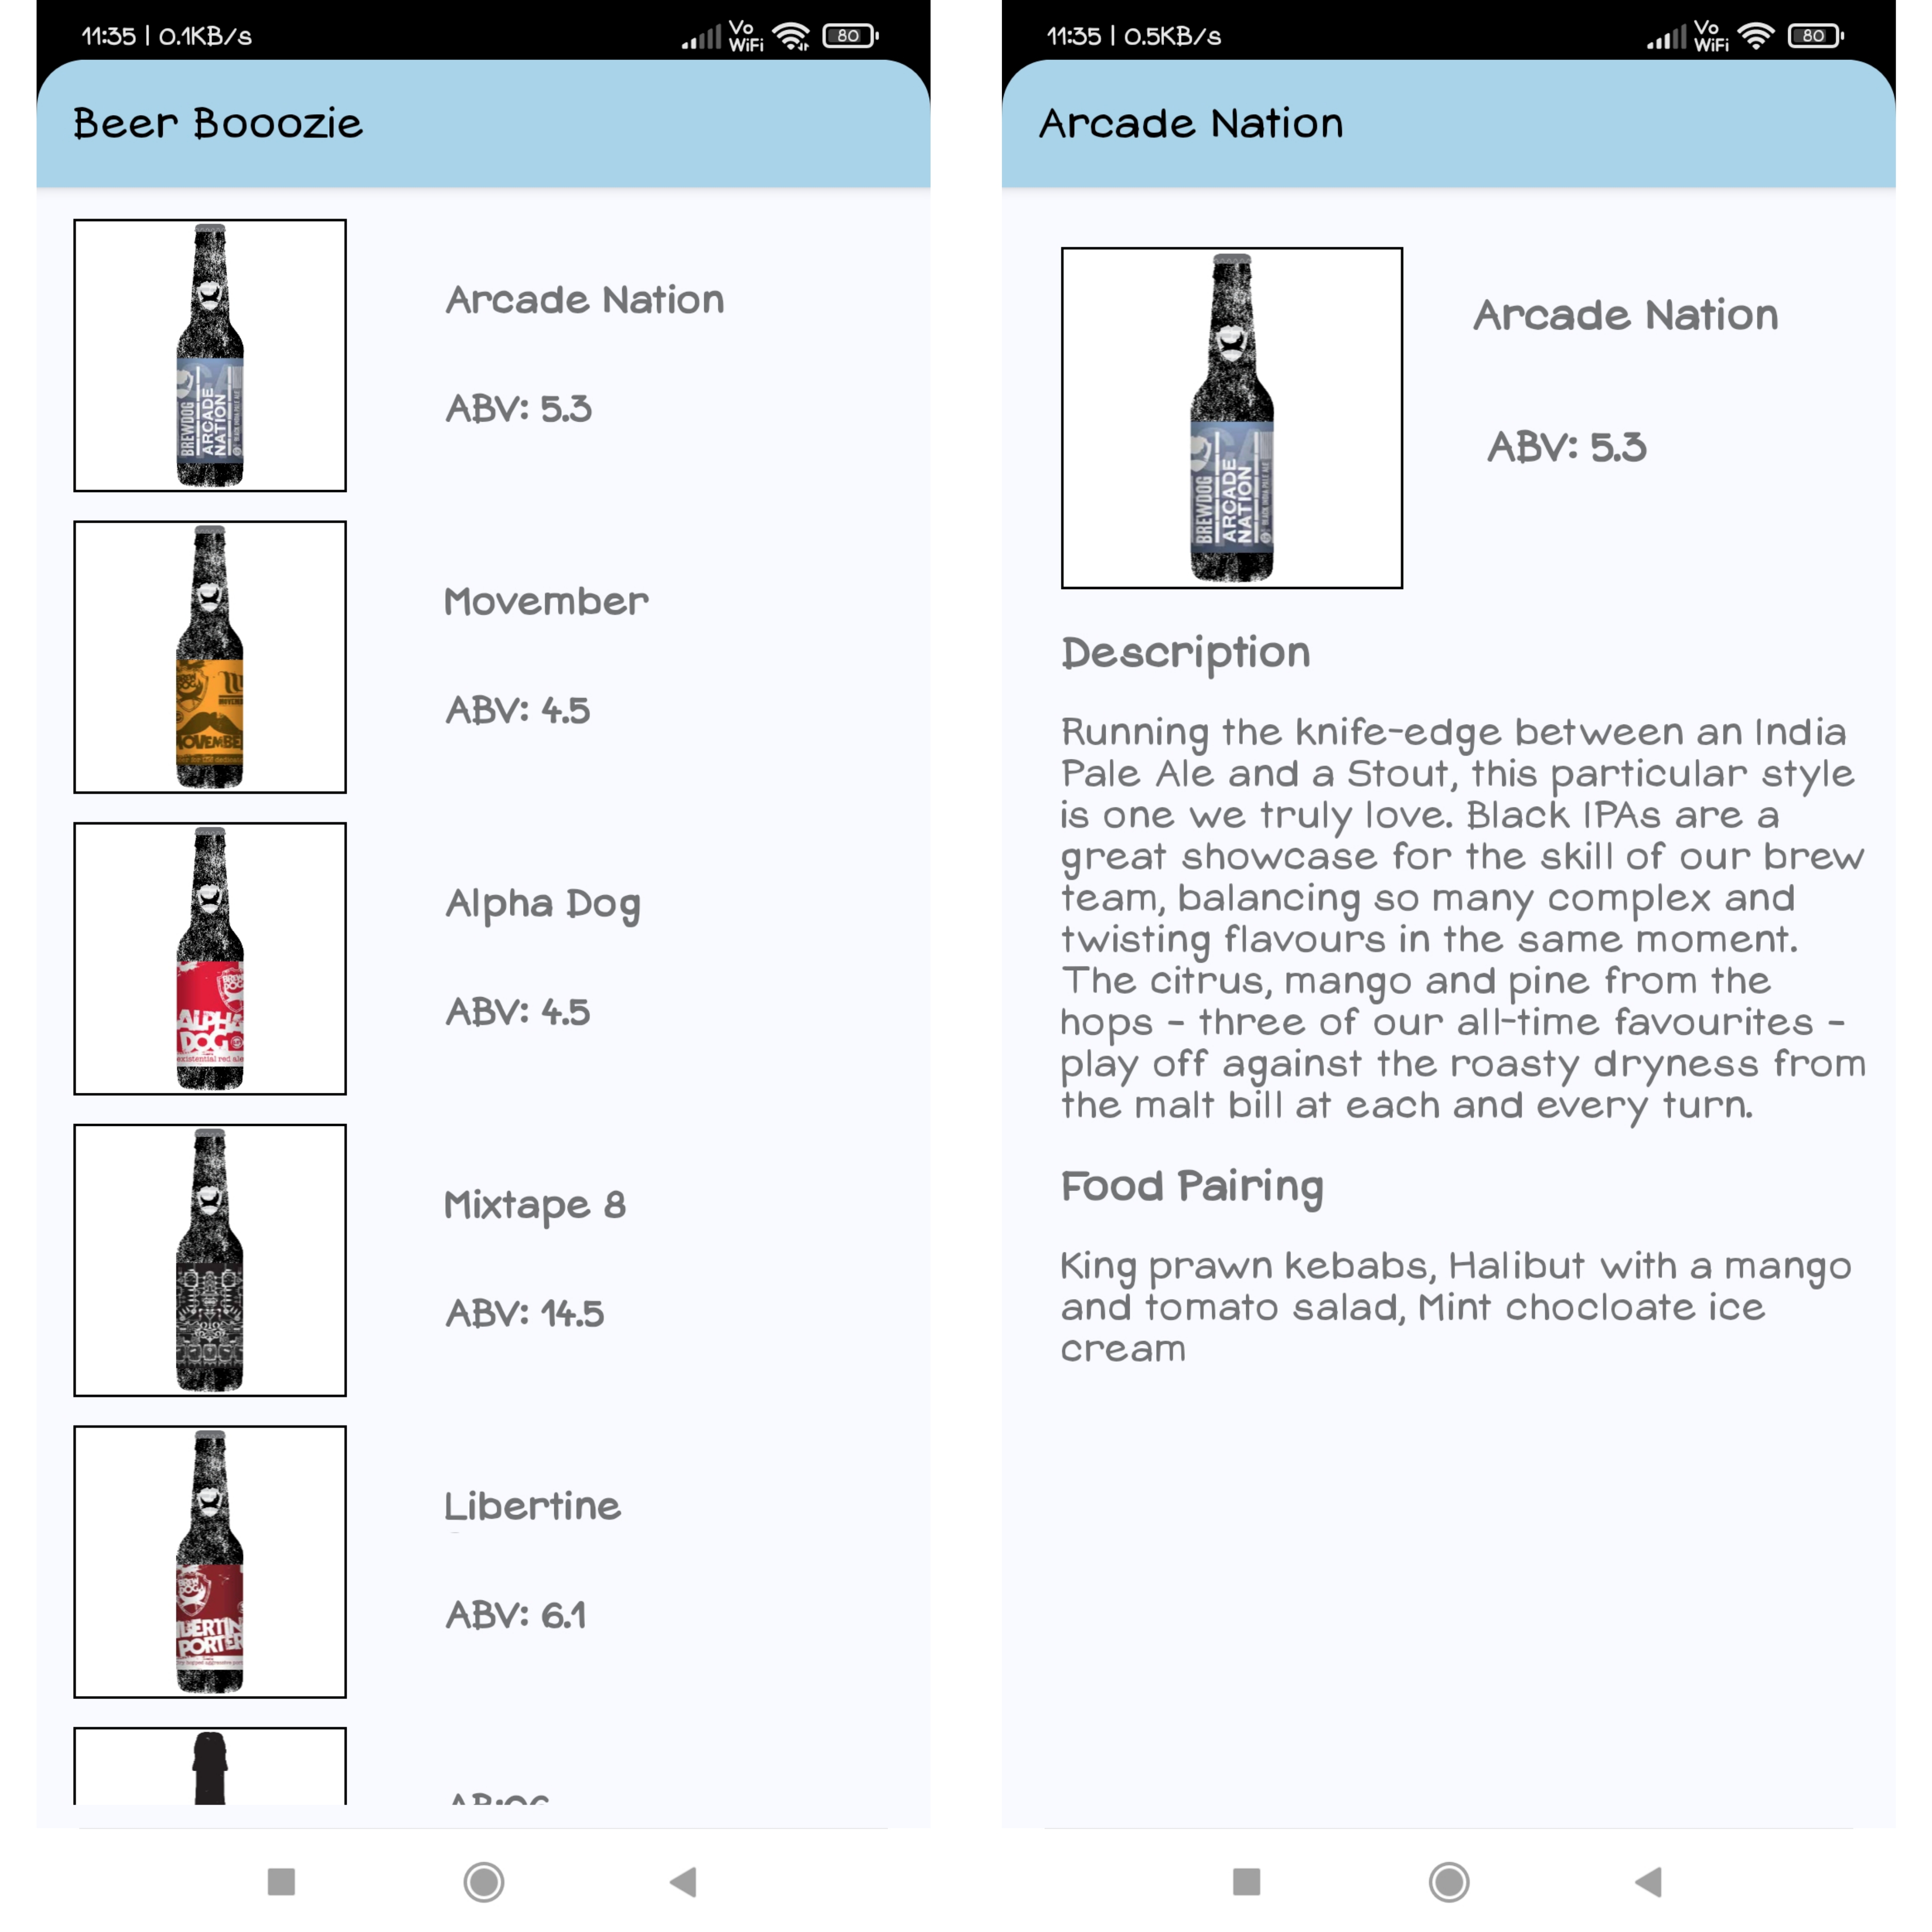 11:35 | 0.1KB/s
Vo
WiFi
80
Beer Booozie
BREWDOG
ARCADE
NATION
BLACK INDIA PALE ALE
Arcade Nation
ABV: 5.3
Movember
ABV: 4.5
ALPHA
DOG
existential red ale
Alpha Dog
ABV: 4.5
Mixtape 8
ABV: 14.5
PORTER
Libertine
ABV: 6.1
11:35 | 0.5KB/s
Vo
WiFi
80
Arcade Nation
BREWDOG
ARCADE
NATION
BLACK INDIA PALE ALE
Arcade Nation
ABV: 5.3
Description
Running the knife-edge between an India
Pale Ale and a Stout, this particular style
is one we truly love. Black IPAs are a
great showcase for the skill of our brew
team, balancing so many complex and
twisting flavours in the same moment.
The citrus, mango and pine from the
hops – three of our all-time favourites –
play off against the roasty dryness from
the malt bill at each and every turn.
Food Pairing
King prawn kebabs, Halibut with a mango
and tomato salad, Mint chocloate ice
cream